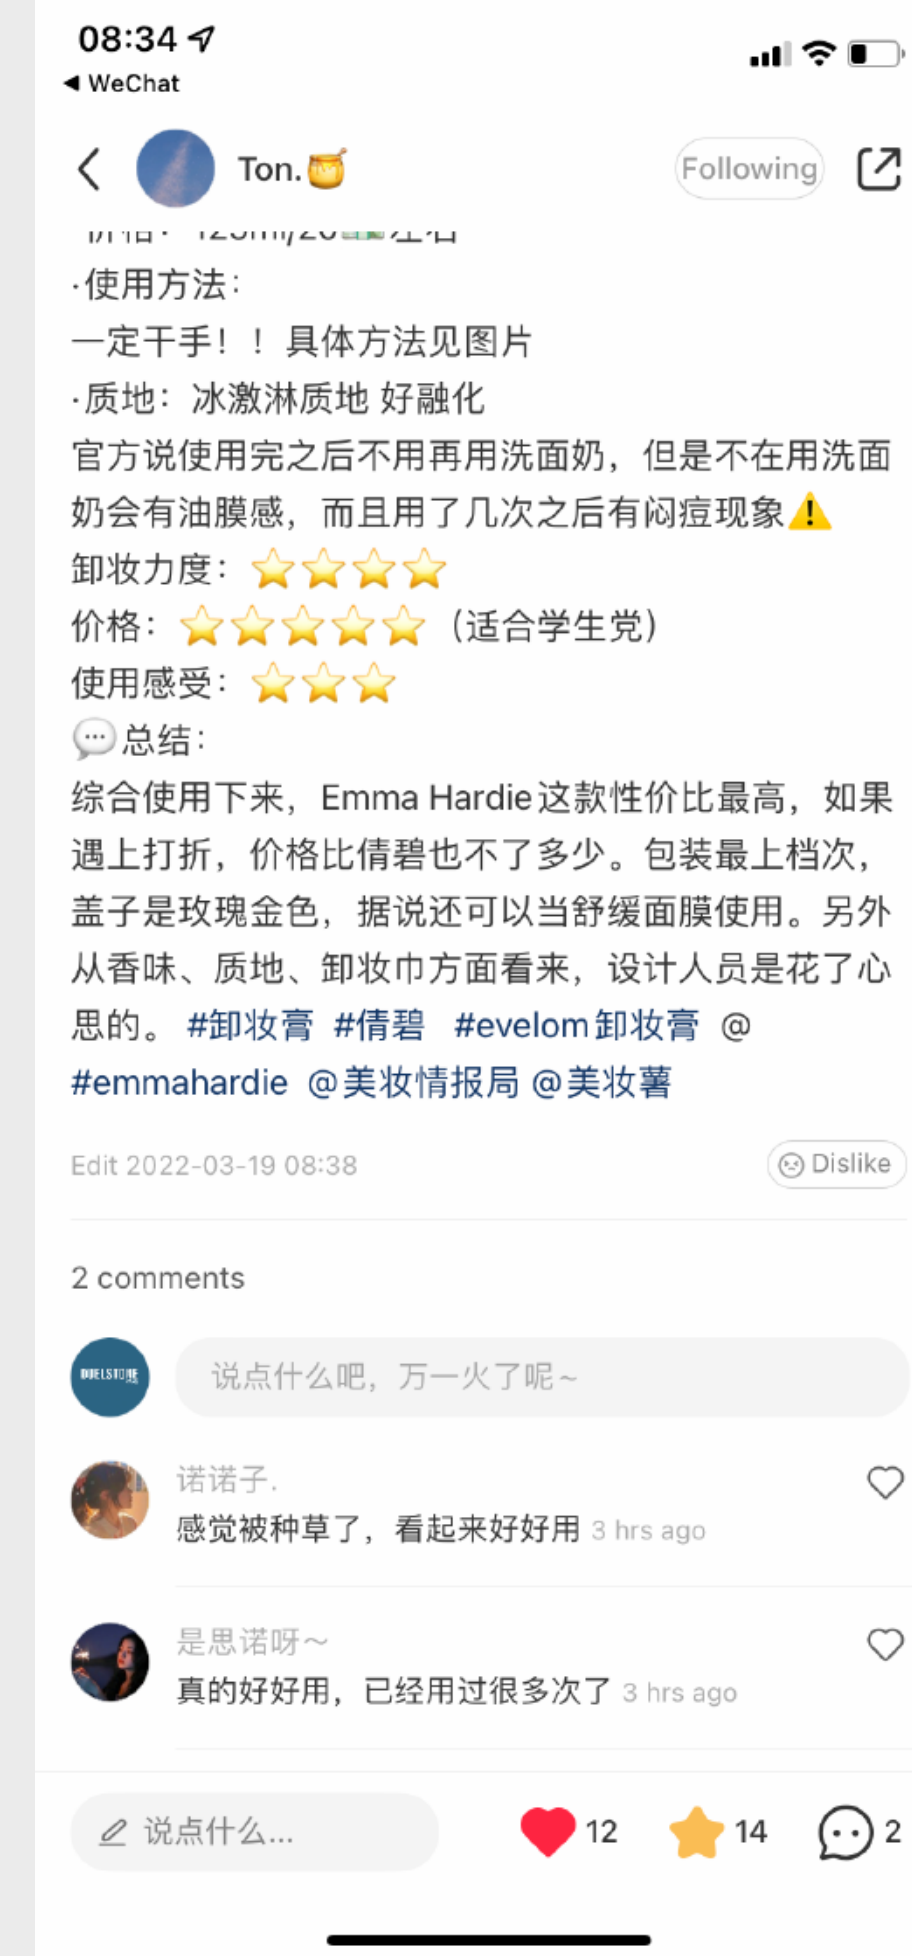 08:34
◀ WeChat
Ton.🍯
Following
·使用方法：
一定干手！！具体方法见图片
·质地：冰激淋质地 好融化
官方说使用完之后不用再用洗面奶，但是不在用洗面
奶会有油膜感，而且用了几次之后有闷痘现象⚠️
卸妆力度：⭐⭐⭐⭐
价格：⭐⭐⭐⭐⭐（适合学生党）
使用感受：⭐⭐⭐
💬总结：
综合使用下来，Emma Hardie这款性价比最高，如果
遇上打折，价格比倩碧也不了多少。包装最上档次，
盖子是玫瑰金色，据说还可以当舒缓面膜使用。另外
从香味、质地、卸妆巾方面看来，设计人员是花了心
思的。 #卸妆膏 #倩碧 #evelom卸妆膏 @
#emmahardie @美妆情报局 @美妆薯
Edit 2022-03-19 08:38
Dislike
2 comments
DUELSTONE
说点什么吧，万一火了呢~
诺诺子.
感觉被种草了，看起来好好用 3 hrs ago
是思诺呀～
真的好好用，已经用过很多次了 3 hrs ago
说点什么...
12
14
2